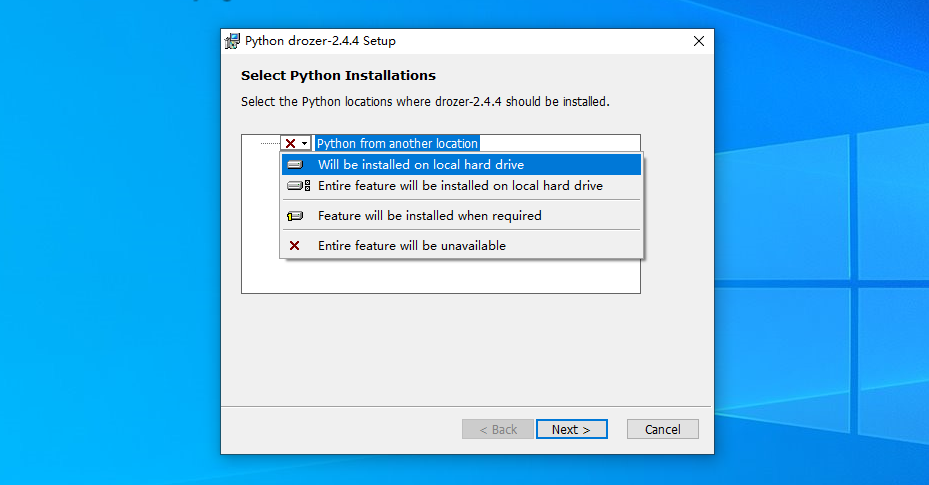 Python drozer-2.4.4 Setup
Select Python Installations
Select the Python locations where drozer-2.4.4 should be installed.
Python from another location
Will be installed on local hard drive
Entire feature will be installed on local hard drive
Feature will be installed when required
Entire feature will be unavailable
< Back
Next >
Cancel